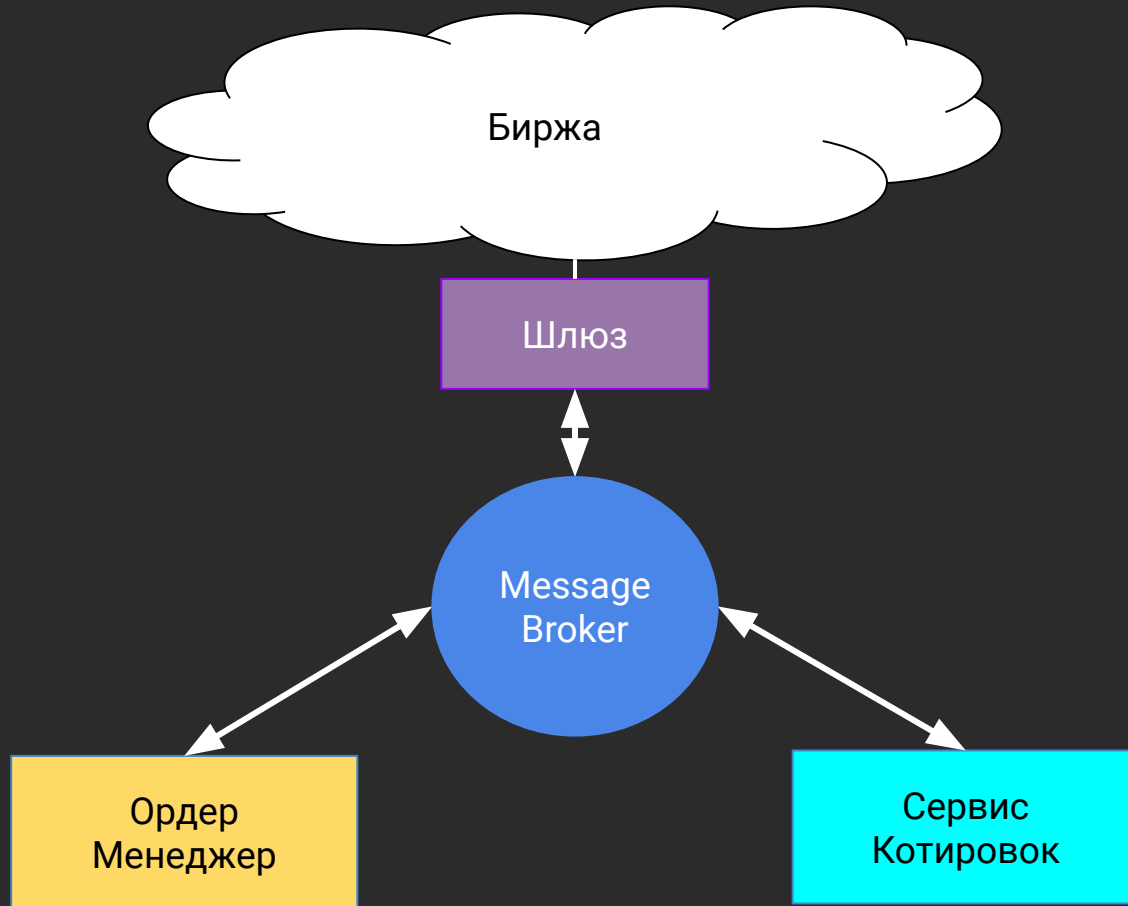 Биржа
Шлюз
Message
Broker
Ордер
Менеджер
Сервис
Котировок